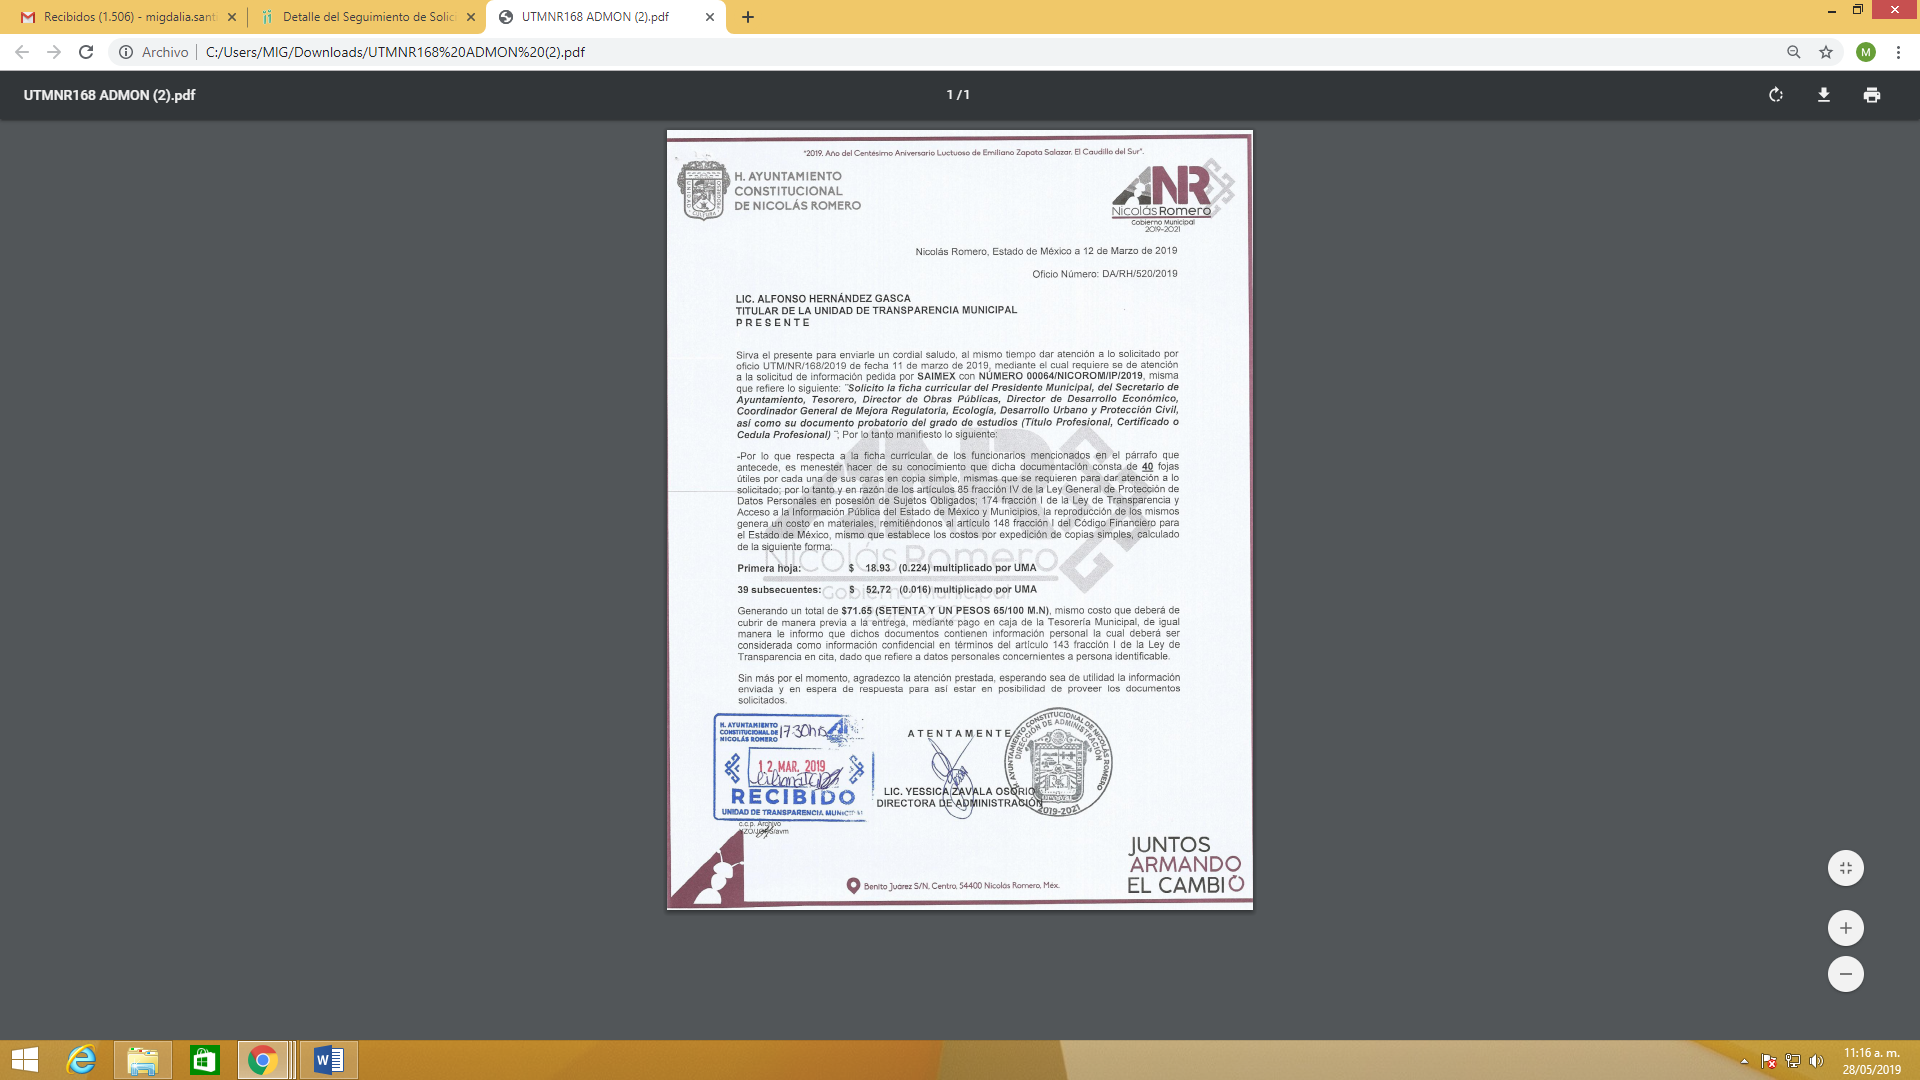 Recibidos (1.506) - migdalia.sant
Detalle del Seguimiento de Solici
UTMNR168 ADMON (2).pdf
Archivo
C:/Users/MIG/Downloads/UTMNR168%20ADMON%20(2).pdf
M
UTMNR168 ADMON (2).pdf
1 / 1
"2019. Año del Centésimo Aniversario Luctuoso de Emiliano Zapata Salazar. El Caudillo del Sur".
H. AYUNTAMIENTO
CONSTITUCIONAL
DE NICOLÁS ROMERO
ANR
Nicolás Romero
Gobierno Municipal
2019-2021
Nicolás Romero, Estado de México a 12 de Marzo de 2019
Oficio Número: DA/RH/520/2019
LIC. ALFONSO HERNÁNDEZ GASCA
TITULAR DE LA UNIDAD DE TRANSPARENCIA MUNICIPAL
P R E S E N T E
Sirva el presente para enviarle un cordial saludo, al mismo tiempo dar atención a lo solicitado por
oficio UTM/NR/168/2019 de fecha 11 de marzo de 2019, mediante el cual requiere se de atención
a la solicitud de información pedida por SAIMEX con NÚMERO 00064/NICOROM/IP/2019, misma
que refiere lo siguiente: ¨Solicito la ficha curricular del Presidente Municipal, del Secretario de
Ayuntamiento, Tesorero, Director de Obras Públicas, Director de Desarrollo Económico,
Coordinador General de Mejora Regulatoria, Ecología, Desarrollo Urbano y Protección Civil,
así como su documento probatorio del grado de estudios (Título Profesional, Certificado o
Cedula Profesional) ¨; Por lo tanto manifiesto lo siguiente:
-Por lo que respecta a la ficha curricular de los funcionarios mencionados en el párrafo que
antecede, es menester hacer de su conocimiento que dicha documentación consta de 40 fojas
útiles por cada una de sus caras en copia simple, mismas que se requieren para dar atención a lo
solicitado; por lo tanto y en razón de los artículos 85 fracción IV de la Ley General de Protección de
Datos Personales en posesión de Sujetos Obligados; 174 fracción I de la Ley de Transparencia y
Acceso a la Información Pública del Estado de México y Municipios, la reproducción de los mismos
genera un costo en materiales, remitiéndonos al artículo 148 fracción I del Código Financiero para
el Estado de México, mismo que establece los costos por expedición de copias simples, calculado
de la siguiente forma:
Primera hoja: $ 18.93 (0.224) multiplicado por UMA
39 subsecuentes: $ 52,72 (0.016) multiplicado por UMA
Generando un total de $71.65 (SETENTA Y UN PESOS 65/100 M.N), mismo costo que deberá de
cubrir de manera previa a la entrega, mediante pago en caja de la Tesorería Municipal, de igual
manera le informo que dichos documentos contienen información personal la cual deberá ser
considerada como información confidencial en términos del artículo 143 fracción I de la Ley de
Transparencia en cita, dado que refiere a datos personales concernientes a persona identificable.
Sin más por el momento, agradezco la atención prestada, esperando sea de utilidad la información
enviada y en espera de respuesta para así estar en posibilidad de proveer los documentos
solicitados.
H. AYUNTAMIENTO
CONSTITUCIONAL DE
NICOLÁS ROMERO
17:30hrs
12 MAR. 2019
RECIBIDO
UNIDAD DE TRANSPARENCIA MUNICIPAL
A T E N T A M E N T E
LIC. YESSICA ZAVALA OSORIO
DIRECTORA DE ADMINISTRACIÓN
H. AYUNTAMIENTO CONSTITUCIONAL DE NICOLÁS ROMERO
DIRECCIÓN DE ADMINISTRACIÓN
2019-2021
c.c.p. Archivo
JUNTOS
ARMANDO
EL CAMBIO
Benito Juárez S/N, Centro, 54400 Nicolás Romero, Méx.
11:16 a. m.
28/05/2019